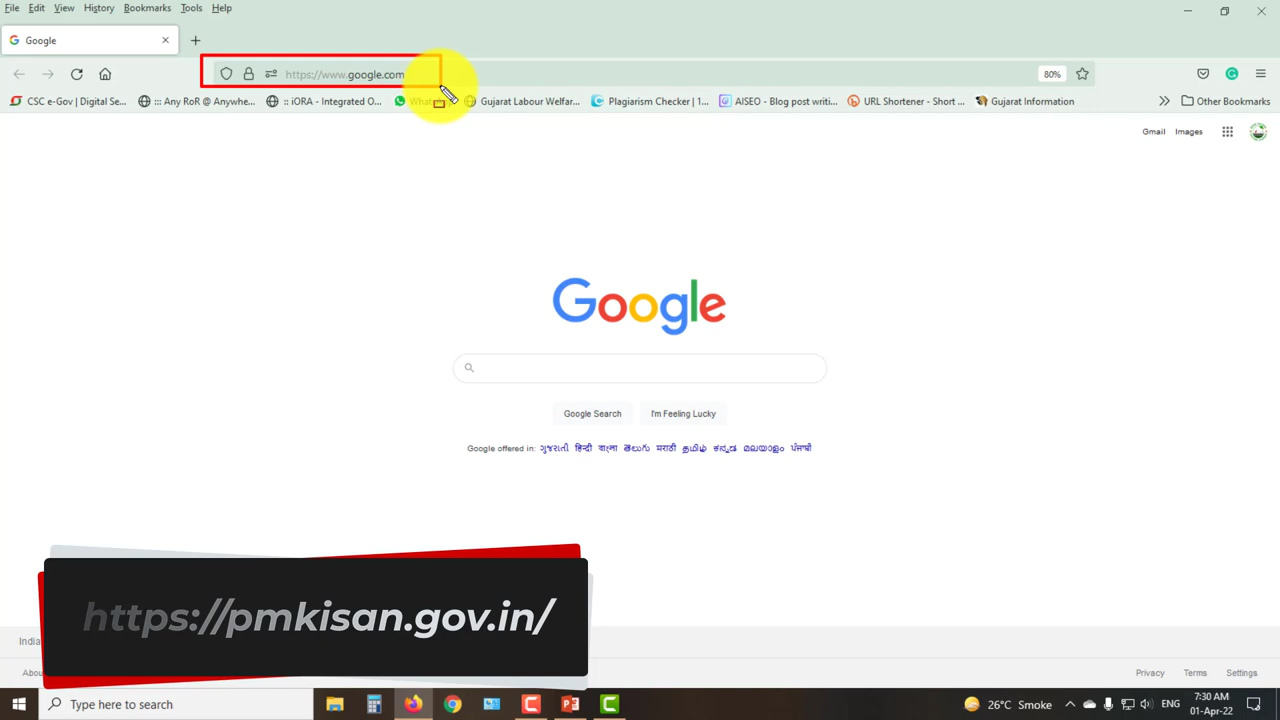 File Edit View History Bookmarks Tools Help
Google
https://www.google.com
80%
CSC e-Gov | Digital Se... ::: Any RoR @ Anywhe... :: iORA - Integrated O... Gujarat Labour Welfar... Plagiarism Checker | 1... AISEO - Blog post writi... URL Shortener - Short ... Gujarat Information Other Bookmarks
Gmail Images
Google
Google Search I'm Feeling Lucky
Google offered in: ગુજરાતી हिन्दी বাংলা తెలుగు मराठी தமிழ் ಕನ್ನಡ മലയാളം ਪੰਜਾਬੀ
https://pmkisan.gov.in/
India
Privacy Terms Settings
Type here to search
26°C Smoke
ENG
7:30 AM
01-Apr-22